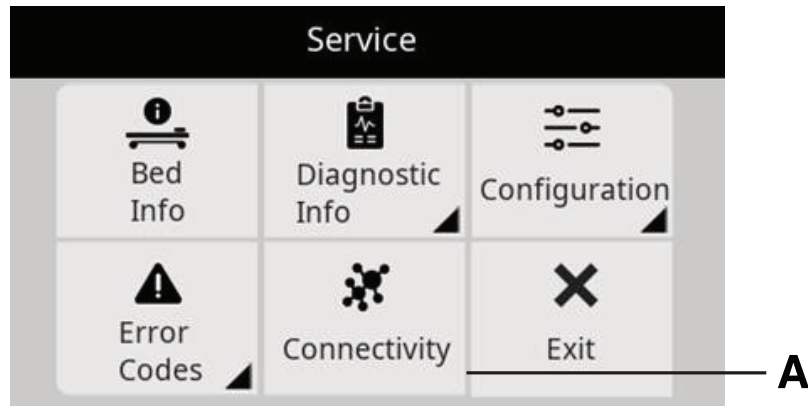 Service
Bed
Info
Diagnostic
Info
Configuration
Error
Codes
Connectivity
Exit
A